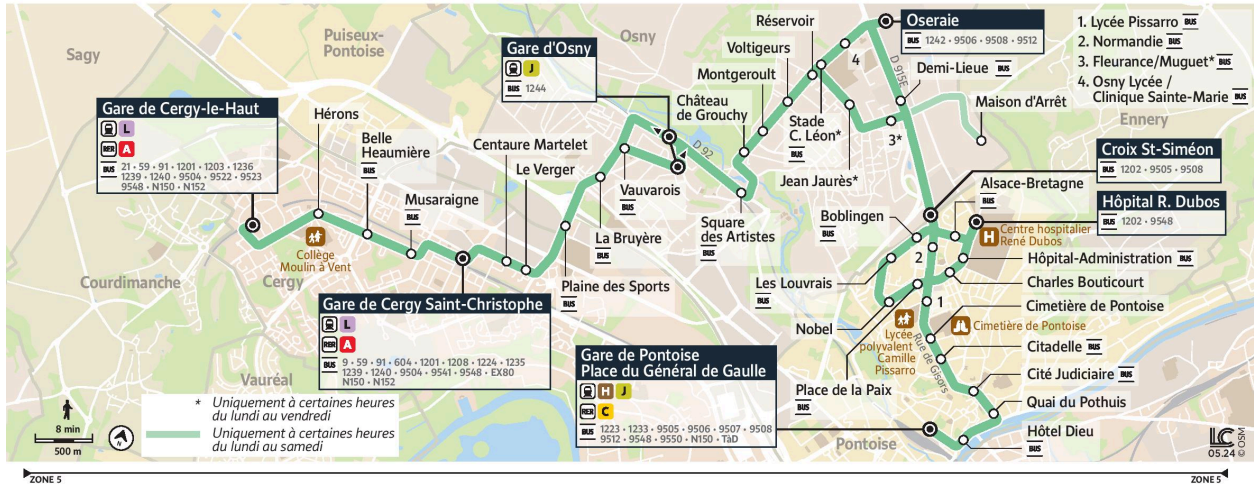 Sagy
Puiseux-
Pontoise
Osny
Ennery
Courdimanche
Cergy
Vauréal
Pontoise
Gare de Cergy-le-Haut
L
RER A
BUS 21 • 59 • 91 • 1201 • 1203 • 1236
1239 • 1240 • 9504 • 9522 • 9523
9548 • N150 • N152
Hérons
Collège
Moulin à Vent
Belle
Heaumière
BUS
Musaraigne
BUS
Gare de Cergy Saint-Christophe
L
RER A
BUS 9 • 59 • 91 • 604 • 1201 • 1208 • 1224 • 1235
1239 • 1240 • 9504 • 9541 • 9548 • EX80
N150 • N152
Centaure Martelet
Le Verger
Plaine des Sports
BUS
La Bruyère
BUS
Vauvarois
BUS
Gare d'Osny
J
BUS 1244
Château
de Grouchy
D 92
Square
des Artistes
BUS
Montgeroult
Voltigeurs
Réservoir
Stade
C. Léon*
BUS
Jean Jaurès*
4
3*
Oseraie
BUS 1242 • 9506 • 9508 • 9512
D 915E
Demi-Lieue BUS
Maison d'Arrêt
1. Lycée Pissarro BUS
2. Normandie BUS
3. Fleurance/Muguet* BUS
4. Osny Lycée /
Clinique Sainte-Marie BUS
Croix St-Siméon
BUS 1202 • 9505 • 9508
Alsace-Bretagne
BUS
Hôpital R. Dubos
BUS 1202 • 9548
H Centre hospitalier
René Dubos
Boblingen
BUS
2
Hôpital-Administration BUS
Les Louvrais
BUS
Charles Bouticourt
Nobel
1
Cimetière de Pontoise
Lycée
polyvalent
Camille
Pissarro
Cimetière de Pontoise
Rue de Gisors
Citadelle BUS
Place de la Paix
BUS
Cité Judiciaire BUS
Quai du Pothuis
Hôtel Dieu
BUS
Gare de Pontoise
Place du Général de Gaulle
H J
RER C
BUS 1223 • 1233 • 9505 • 9506 • 9507 • 9508
9512 • 9548 • 9550 • N150 • TàD
* Uniquement à certaines heures
du lundi au vendredi
Uniquement à certaines heures
du lundi au samedi
8 min
500 m
N
LC
05.24 © OSM
ZONE 5
ZONE 5